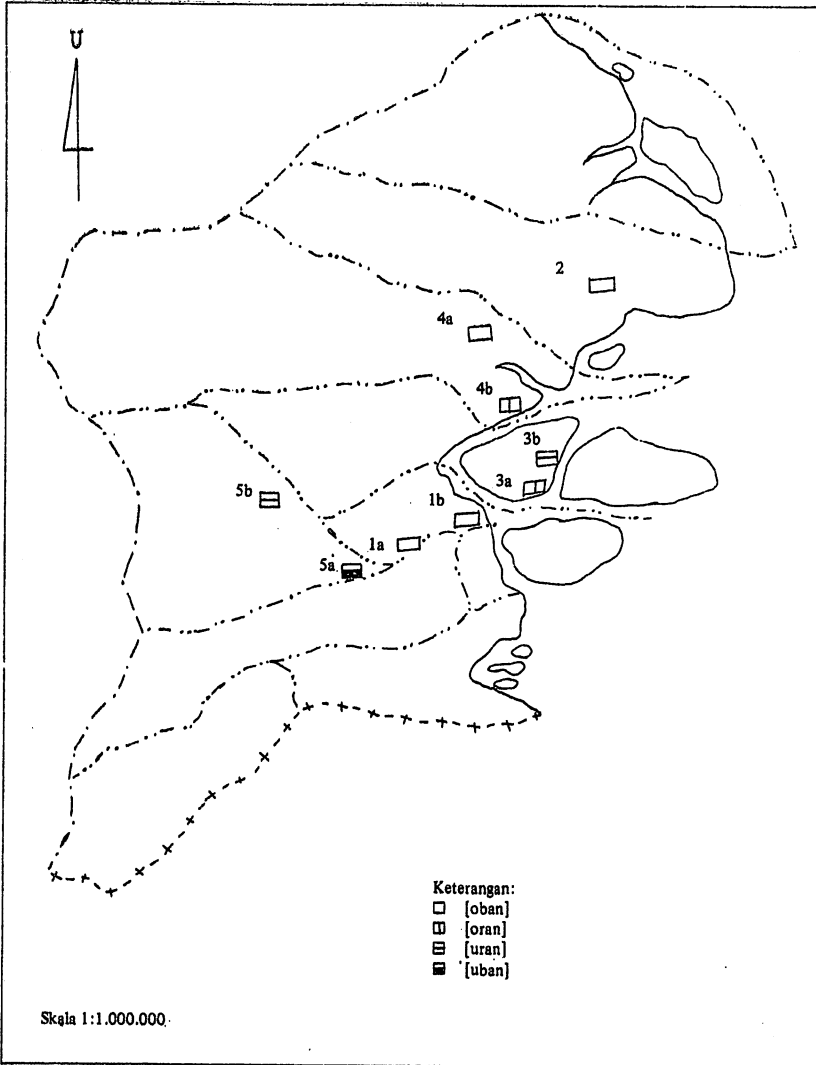 U
2
4a
4b
3b
3a
5b
1b
1a
5a
Keterangan:
[oban]
[oran]
[uran]
[uban]
Skala 1:1.000.000